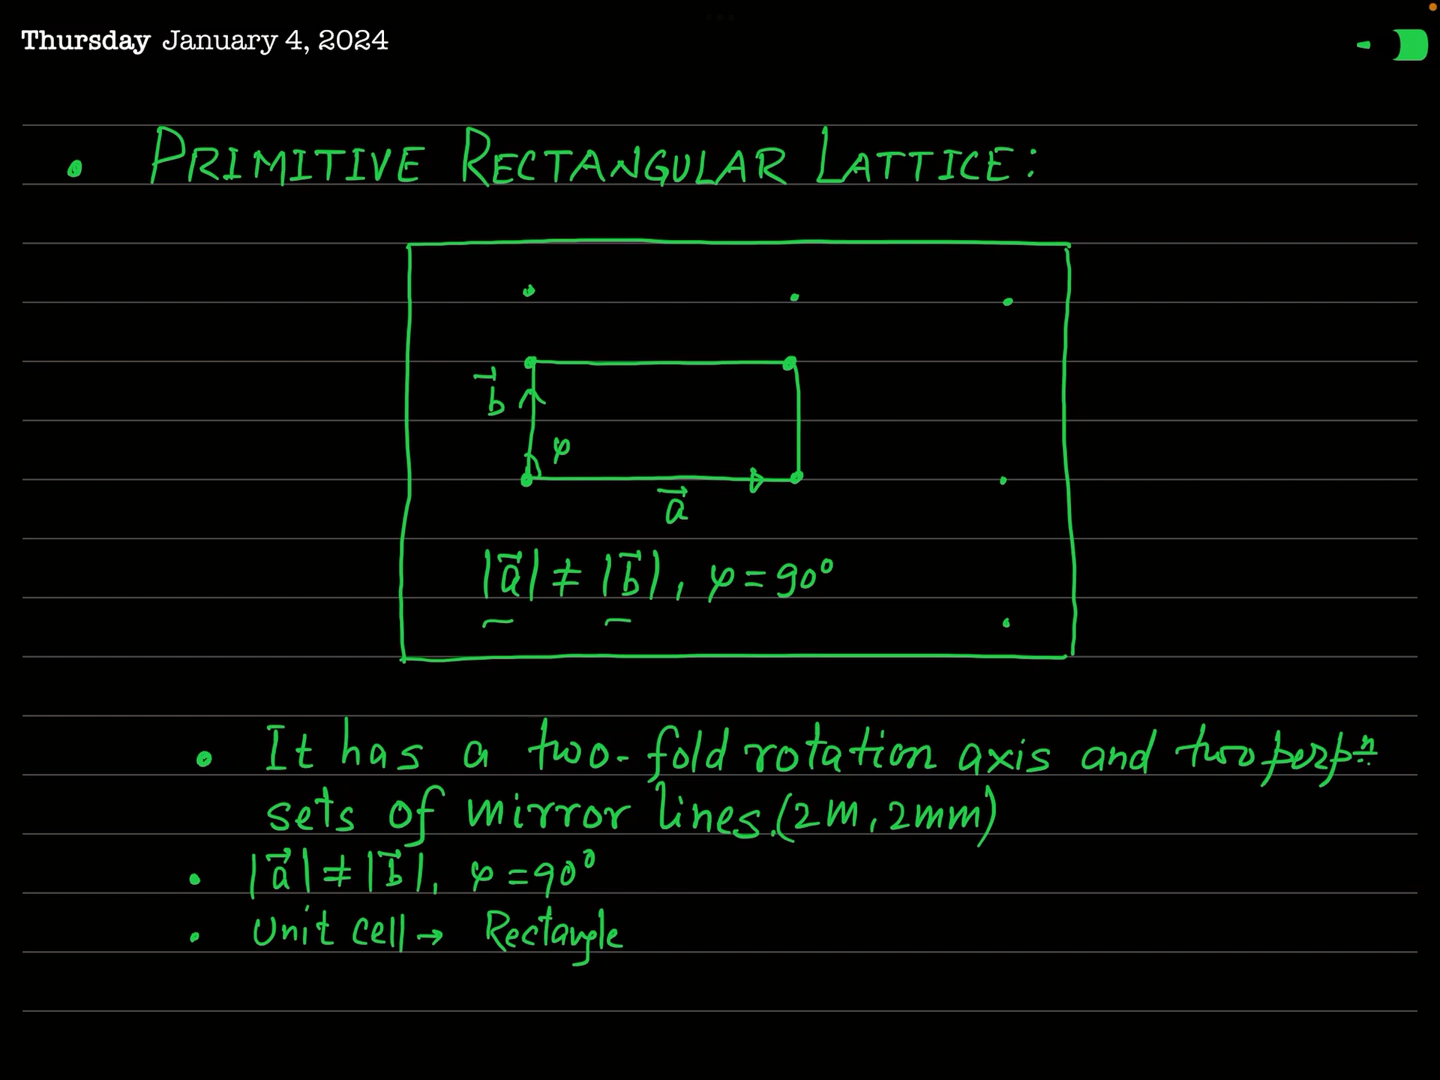 Thursday January 4, 2024
• PRIMITIVE RECTANGULAR LATTICE:
b⃗
φ
a⃗
|a⃗| ≠ |b⃗|, φ = 90°
• It has a two-fold rotation axis and two perpⁿ
sets of mirror lines.(2m, 2mm)
• |a⃗| ≠ |b⃗|, φ = 90°
• Unit cell → Rectangle